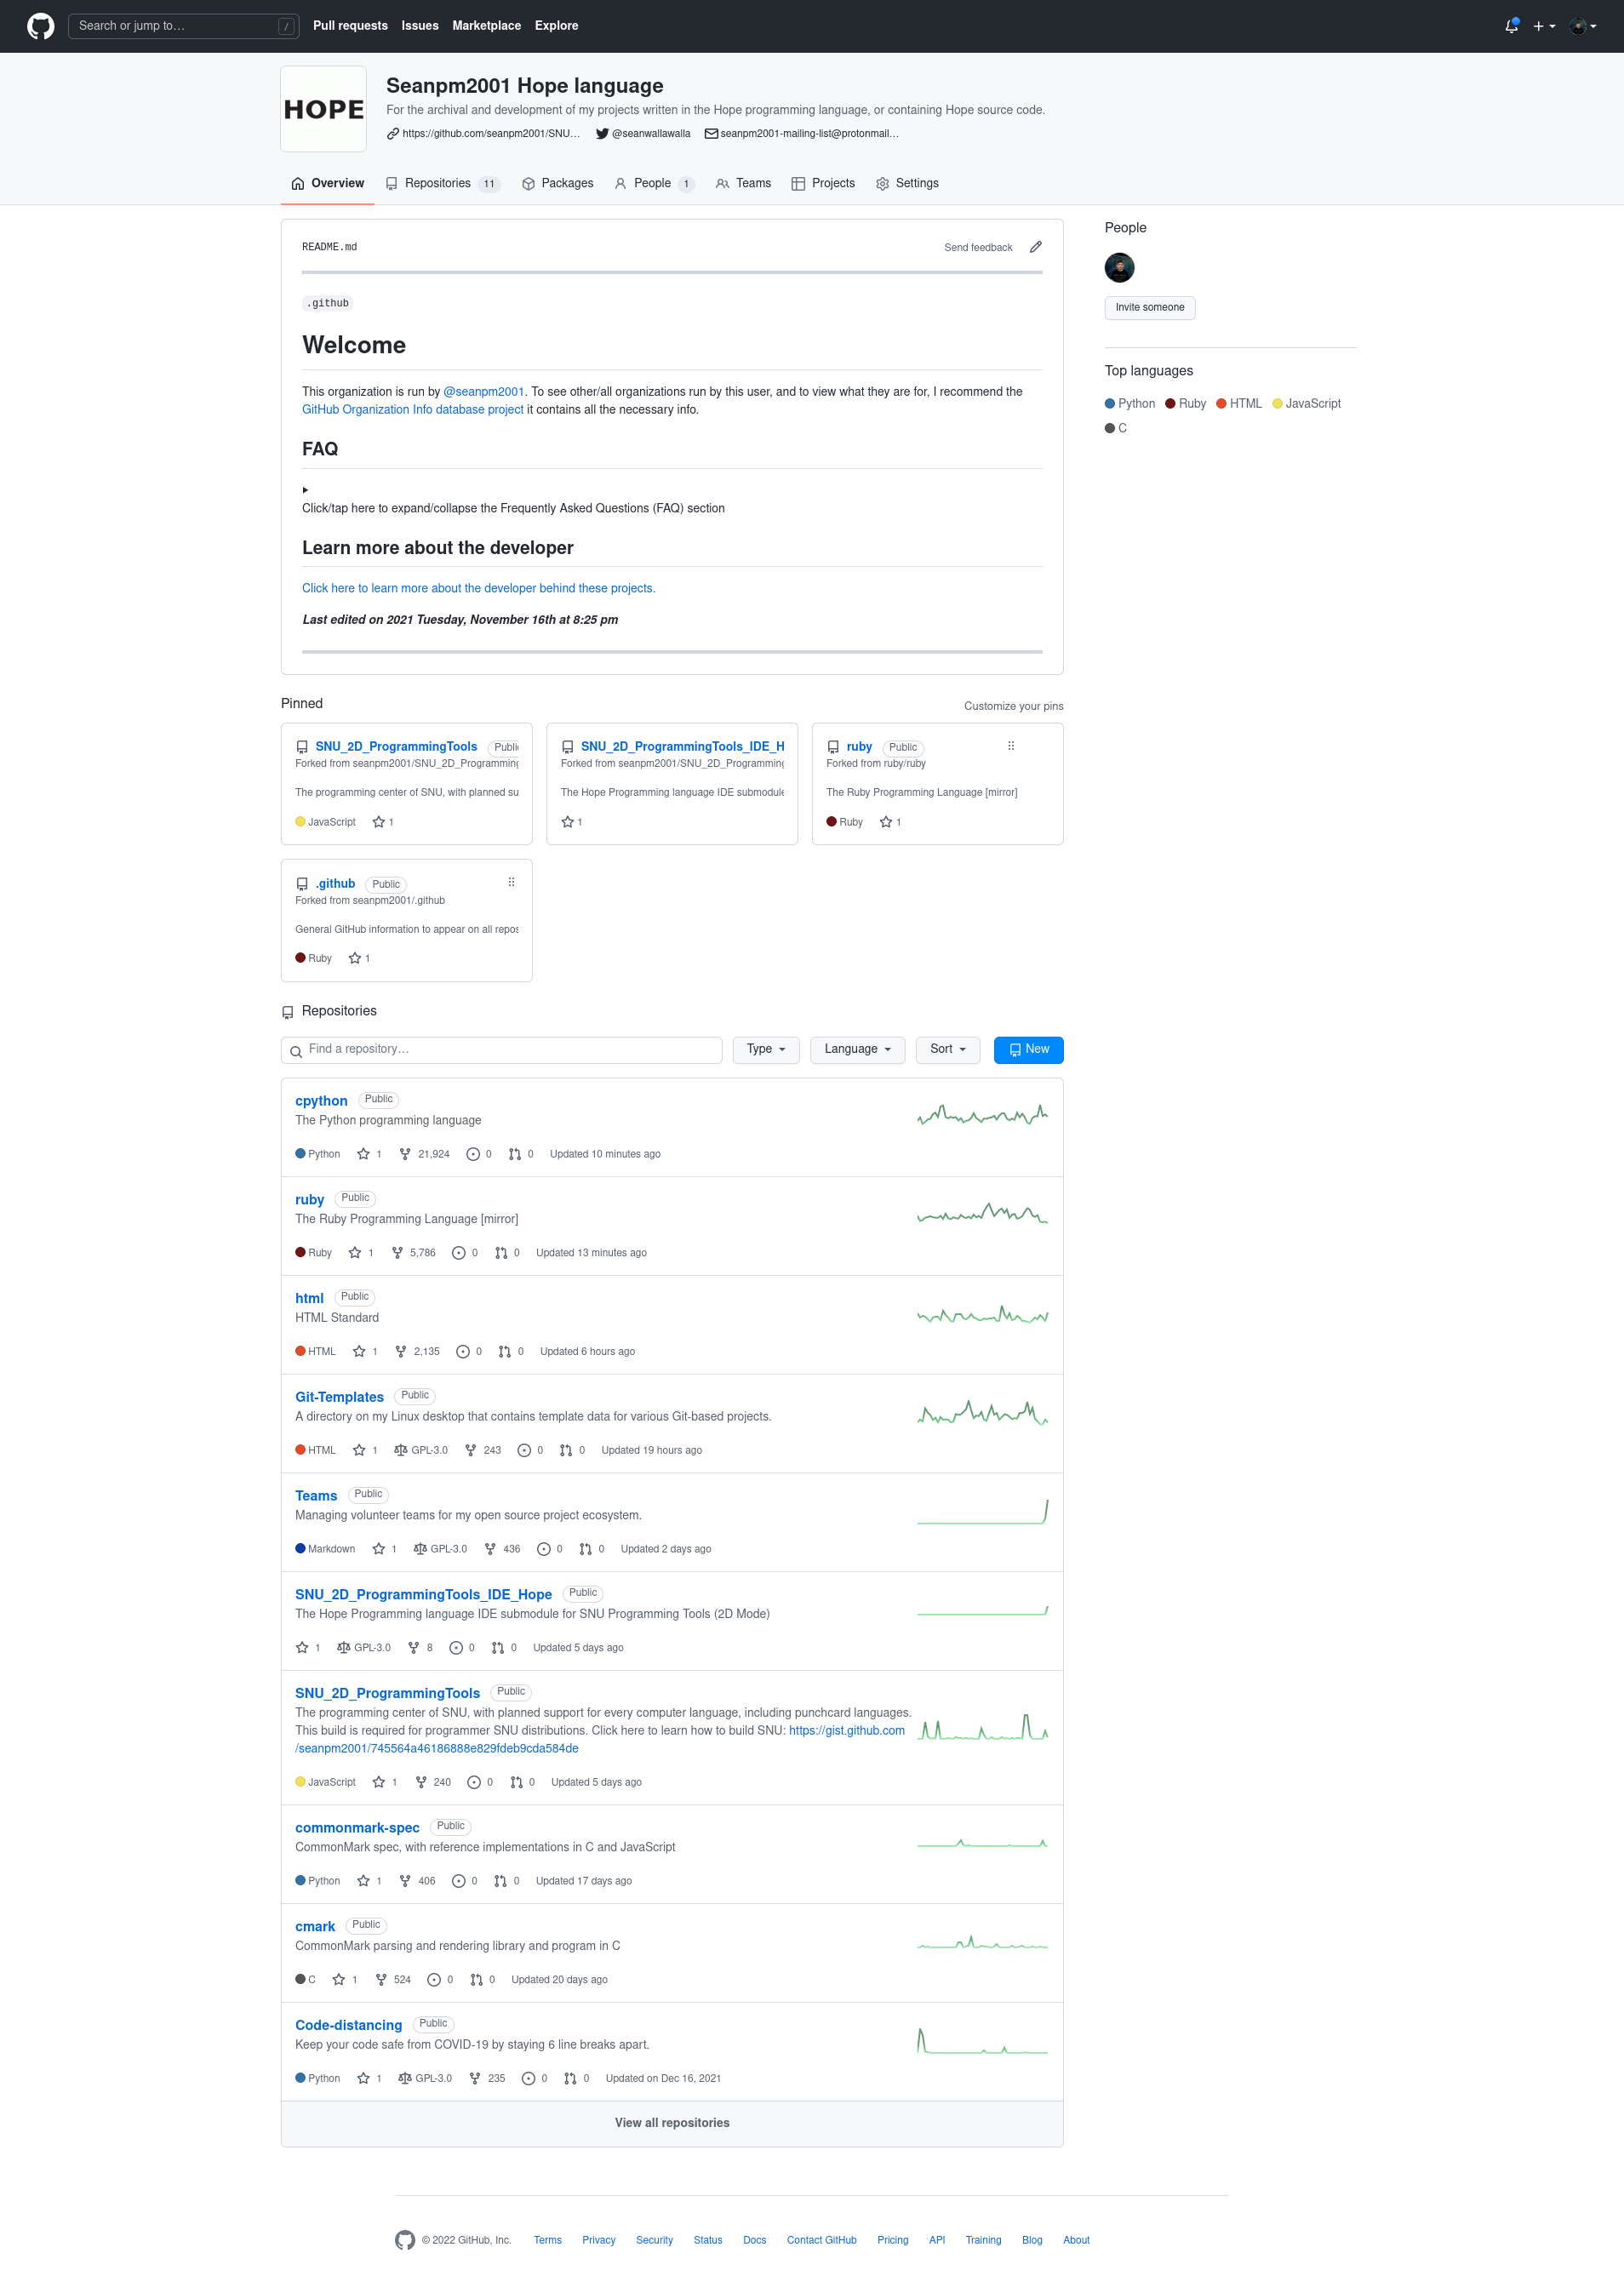 Search or jump to…
/
Pull requests
Issues
Marketplace
Explore
HOPE
Seanpm2001 Hope language
For the archival and development of my projects written in the Hope programming language, or containing Hope source code.
https://github.com/seanpm2001/SNU… @seanwallawalla seanpm2001-mailing-list@protonmail…
Overview Repositories 11 Packages People 1 Teams Projects Settings
README.md
Send feedback
.github
Welcome
This organization is run by @seanpm2001. To see other/all organizations run by this user, and to view what they are for, I recommend the
GitHub Organization Info database project it contains all the necessary info.
FAQ
Click/tap here to expand/collapse the Frequently Asked Questions (FAQ) section
Learn more about the developer
Click here to learn more about the developer behind these projects.
Last edited on 2021 Tuesday, November 16th at 8:25 pm
People
Invite someone
Top languages
Python Ruby HTML JavaScript
C
Pinned
Customize your pins
SNU_2D_ProgrammingTools Public
Forked from seanpm2001/SNU_2D_Programming
The programming center of SNU, with planned su
JavaScript 1
SNU_2D_ProgrammingTools_IDE_H
Forked from seanpm2001/SNU_2D_Programming
The Hope Programming language IDE submodule
1
ruby Public
Forked from ruby/ruby
The Ruby Programming Language [mirror]
Ruby 1
.github Public
Forked from seanpm2001/.github
General GitHub information to appear on all repos
Ruby 1
Repositories
Find a repository…
Type Language Sort New
cpython Public
The Python programming language
Python 1 21,924 0 0 Updated 10 minutes ago
ruby Public
The Ruby Programming Language [mirror]
Ruby 1 5,786 0 0 Updated 13 minutes ago
html Public
HTML Standard
HTML 1 2,135 0 0 Updated 6 hours ago
Git-Templates Public
A directory on my Linux desktop that contains template data for various Git-based projects.
HTML 1 GPL-3.0 243 0 0 Updated 19 hours ago
Teams Public
Managing volunteer teams for my open source project ecosystem.
Markdown 1 GPL-3.0 436 0 0 Updated 2 days ago
SNU_2D_ProgrammingTools_IDE_Hope Public
The Hope Programming language IDE submodule for SNU Programming Tools (2D Mode)
1 GPL-3.0 8 0 0 Updated 5 days ago
SNU_2D_ProgrammingTools Public
The programming center of SNU, with planned support for every computer language, including punchcard languages.
This build is required for programmer SNU distributions. Click here to learn how to build SNU: https://gist.github.com
/seanpm2001/745564a46186888e829fdeb9cda584de
JavaScript 1 240 0 0 Updated 5 days ago
commonmark-spec Public
CommonMark spec, with reference implementations in C and JavaScript
Python 1 406 0 0 Updated 17 days ago
cmark Public
CommonMark parsing and rendering library and program in C
C 1 524 0 0 Updated 20 days ago
Code-distancing Public
Keep your code safe from COVID-19 by staying 6 line breaks apart.
Python 1 GPL-3.0 235 0 0 Updated on Dec 16, 2021
View all repositories
© 2022 GitHub, Inc. Terms Privacy Security Status Docs Contact GitHub Pricing API Training Blog About